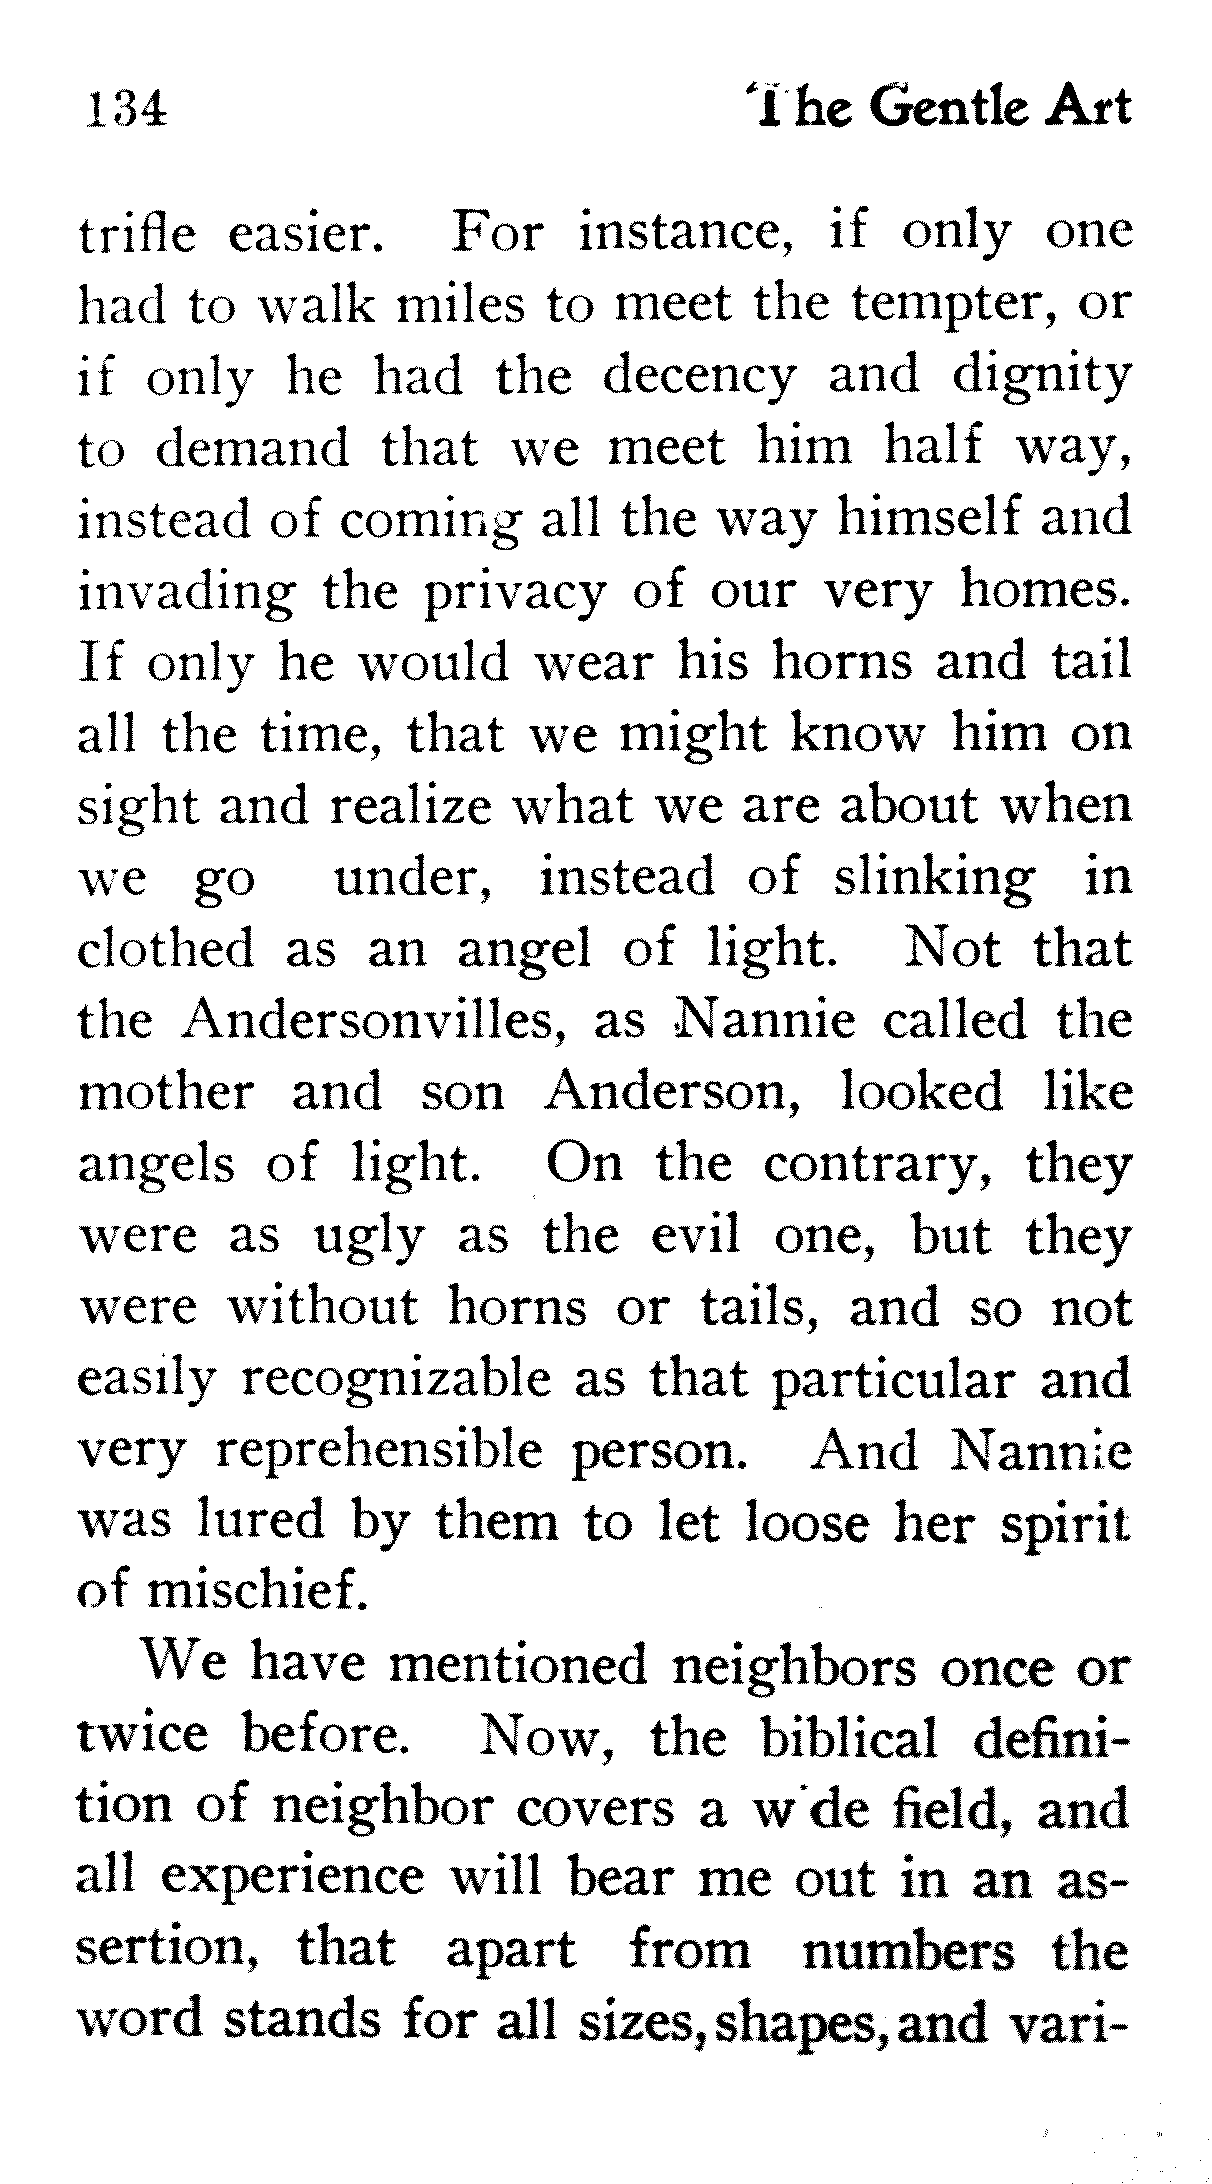 134 The Gentle Art
trifle easier. For instance, if only one
had to walk miles to meet the tempter, or
if only he had the decency and dignity
to demand that we meet him half way,
instead of coming all the way himself and
invading the privacy of our very homes.
If only he would wear his horns and tail
all the time, that we might know him on
sight and realize what we are about when
we go under, instead of slinking in
clothed as an angel of light. Not that
the Andersonvilles, as Nannie called the
mother and son Anderson, looked like
angels of light. On the contrary, they
were as ugly as the evil one, but they
were without horns or tails, and so not
easily recognizable as that particular and
very reprehensible person. And Nannie
was lured by them to let loose her spirit
of mischief.
We have mentioned neighbors once or
twice before. Now, the biblical defini-
tion of neighbor covers a wide field, and
all experience will bear me out in an as-
sertion, that apart from numbers the
word stands for all sizes, shapes, and vari-